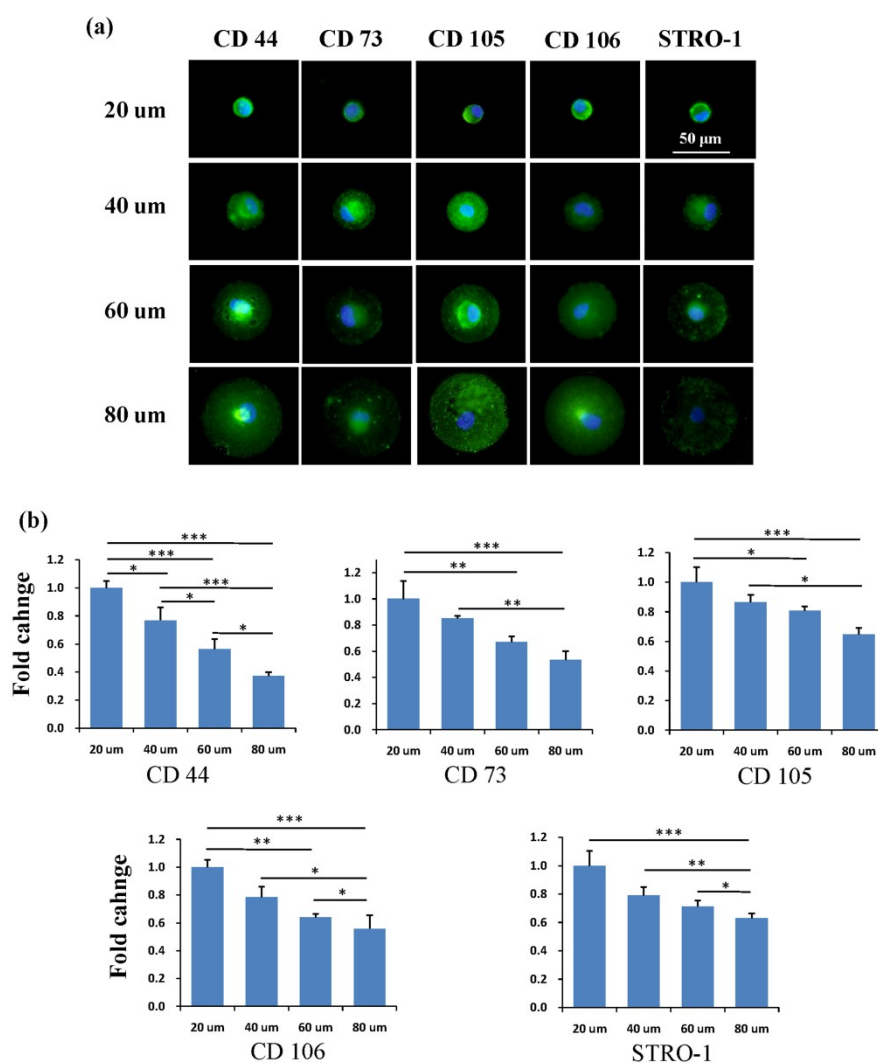 (a)
CD 44 CD 73 CD 105 CD 106 STRO-1
20 um
50 µm
40 um
60 um
80 um
(b)
Fold cahnge
***
***
* ***
* *
1.2
1.0
0.8
0.6
0.4
0.2
0.0
20 um 40 um 60 um 80 um
CD 44
***
**
**
1.2
1.0
0.8
0.6
0.4
0.2
0.0
20 um 40 um 60 um 80 um
CD 73
***
*
*
1.2
1.0
0.8
0.6
0.4
0.2
0.0
20 um 40 um 60 um 80 um
CD 105
Fold cahnge
***
**
*
*
1.2
1.0
0.8
0.6
0.4
0.2
0.0
20 um 40 um 60 um 80 um
CD 106
***
**
*
1.2
1.0
0.8
0.6
0.4
0.2
0.0
20 um 40 um 60 um 80 um
STRO-1